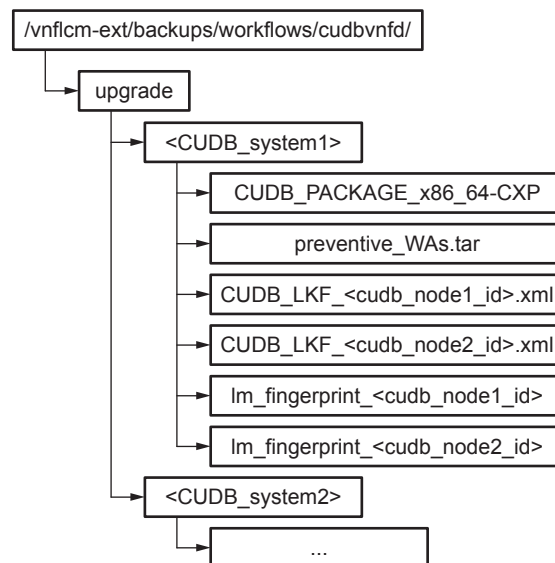 /vnflcm-ext/backups/workflows/cudbvnfd/
upgrade
<CUDB_system1>
CUDB_PACKAGE_x86_64-CXP
preventive_WAs.tar
CUDB_LKF_<cudb_node1_id>.xml
CUDB_LKF_<cudb_node2_id>.xml
lm_fingerprint_<cudb_node1_id>
lm_fingerprint_<cudb_node2_id>
<CUDB_system2>
...